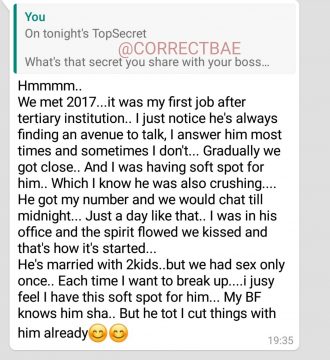 You
On tonight's TopSecret
@CORRECTBAE
What's that secret you share with your boss...
Hmmmm..
We met 2017...it was my first job after
tertiary institution.. I just notice he's always
finding an avenue to talk, I answer him most
times and sometimes I don't... Gradually we
got close.. And I was having soft spot for
him.. Which I know he was also crushing....
He got my number and we would chat till
midnight... Just a day like that.. I was in his
office and the spirit flowed we kissed and
that's how it's started...
He's married with 2kids..but we had sex only
once.. Each time I want to break up....i jusy
feel I have this soft spot for him... My BF
knows him sha.. But he tot I cut things with
him already😊😊
19:35